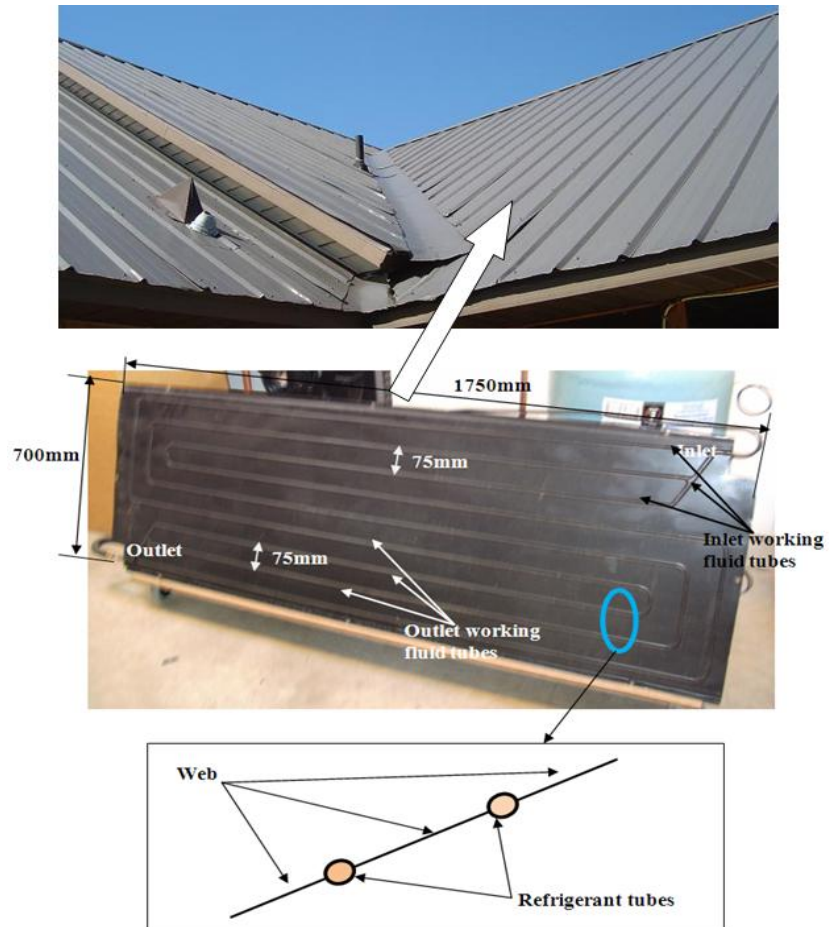 1750mm
700mm
75mm
Inlet
Inlet working
fluid tubes
Outlet
75mm
Outlet working
fluid tubes
Web
Refrigerant tubes